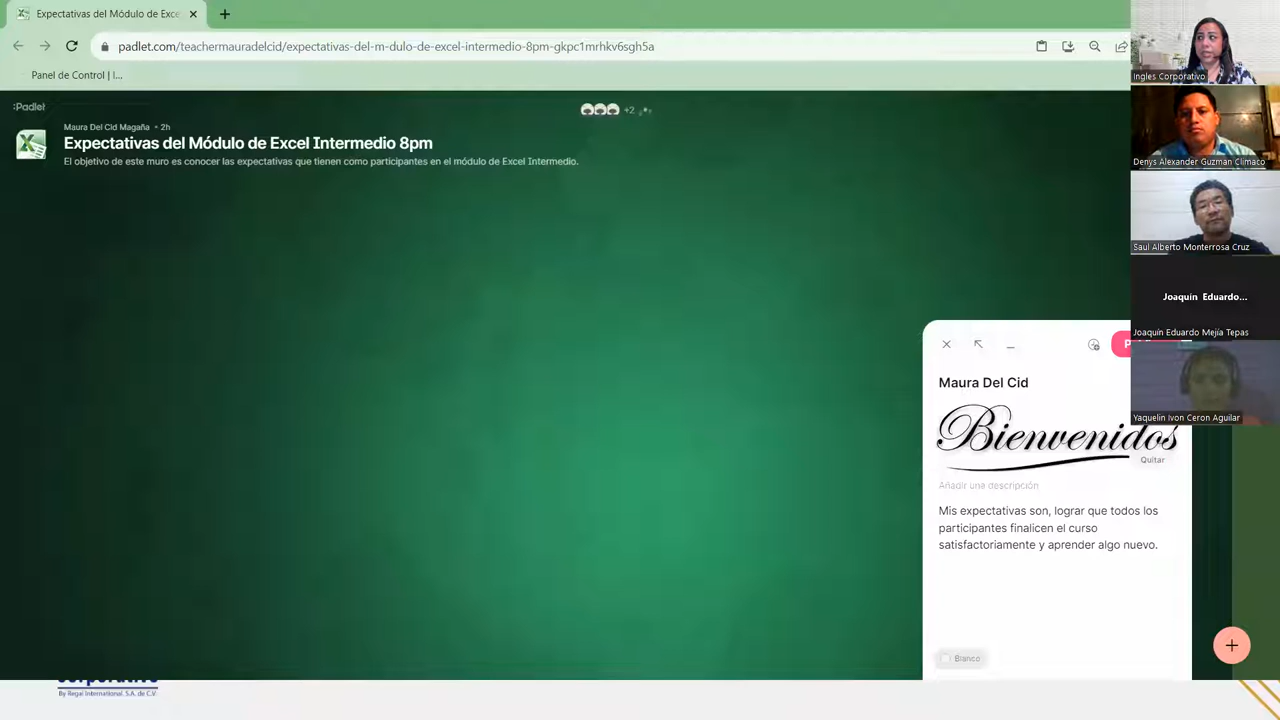 Expectativas del Módulo de Exce
padlet.com/teachermauradelcid/expectativas-del-m-dulo-de-excel-intermedio-8pm-gkpc1mrhkv6sgh5a
Panel de Control | I...
:Padlet
+2
Maura Del Cid Magaña • 2h
Expectativas del Módulo de Excel Intermedio 8pm
El objetivo de este muro es conocer las expectativas que tienen como participantes en el módulo de Excel Intermedio.
Ingles Corporativo
Denys Alexander Guzmán Climaco
Saul Alberto Monterrosa Cruz
Joaquín Eduardo...
Joaquín Eduardo Mejía Tepas
Yaquelin Ivon Ceron Aguilar
Maura Del Cid
Bienvenidos
Quitar
Añadir una descripción
Mis expectativas son, lograr que todos los
participantes finalicen el curso
satisfactoriamente y aprender algo nuevo.
Blanco
By Regal International, S.A. de C.V.